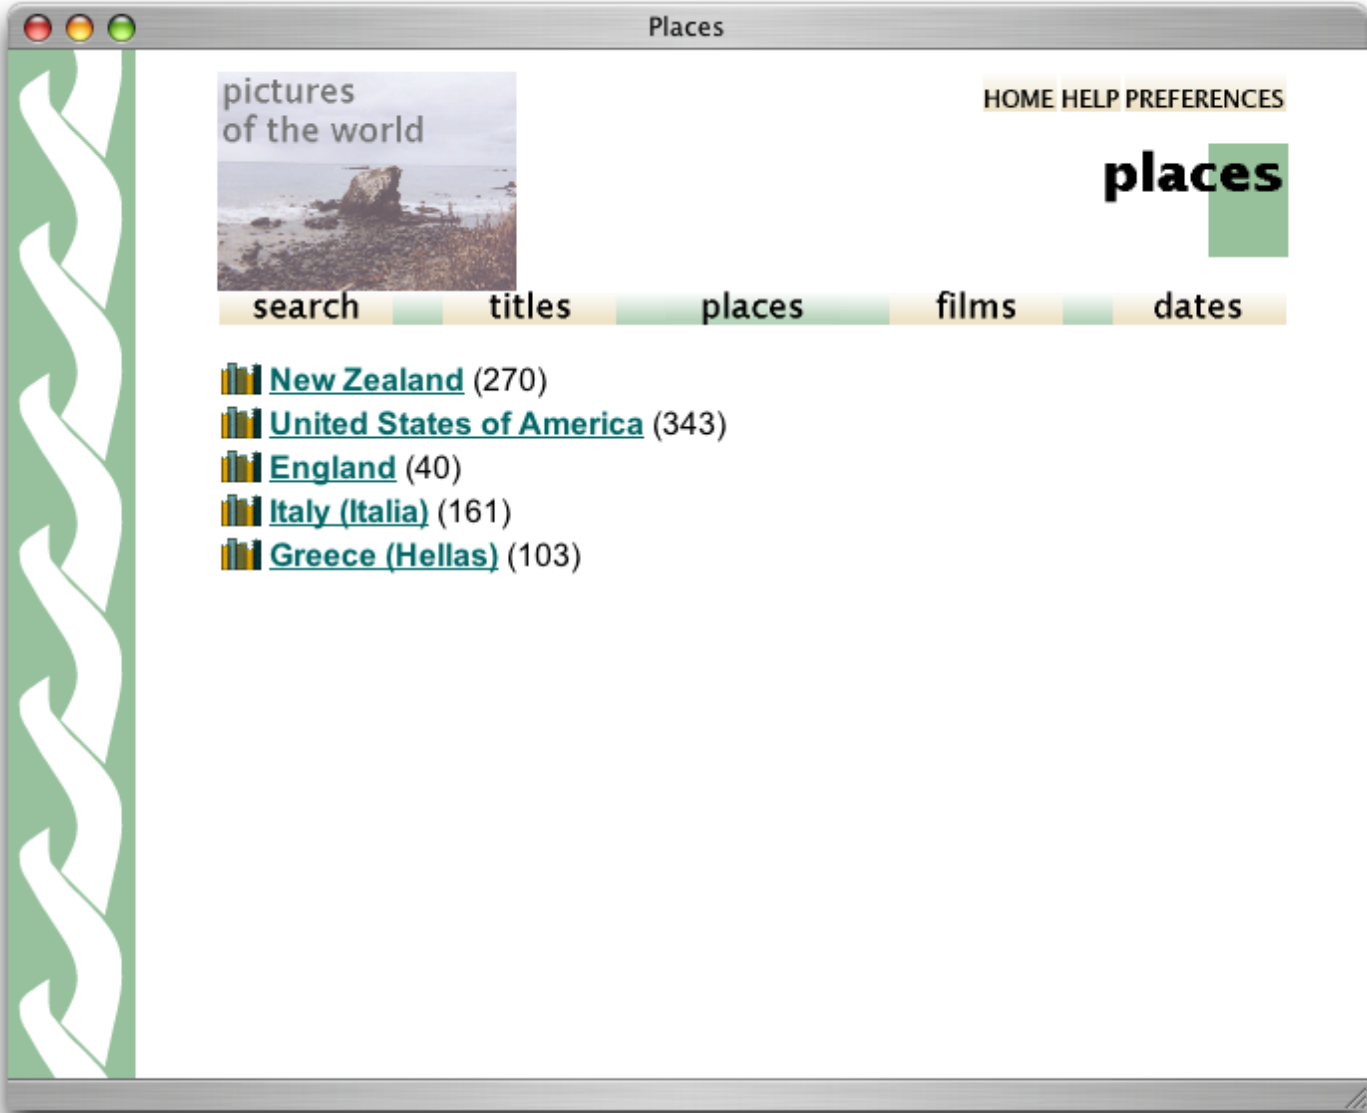 Places
pictures
of the world
HOME HELP PREFERENCES
places
search titles places films dates
New Zealand (270)
United States of America (343)
England (40)
Italy (Italia) (161)
Greece (Hellas) (103)